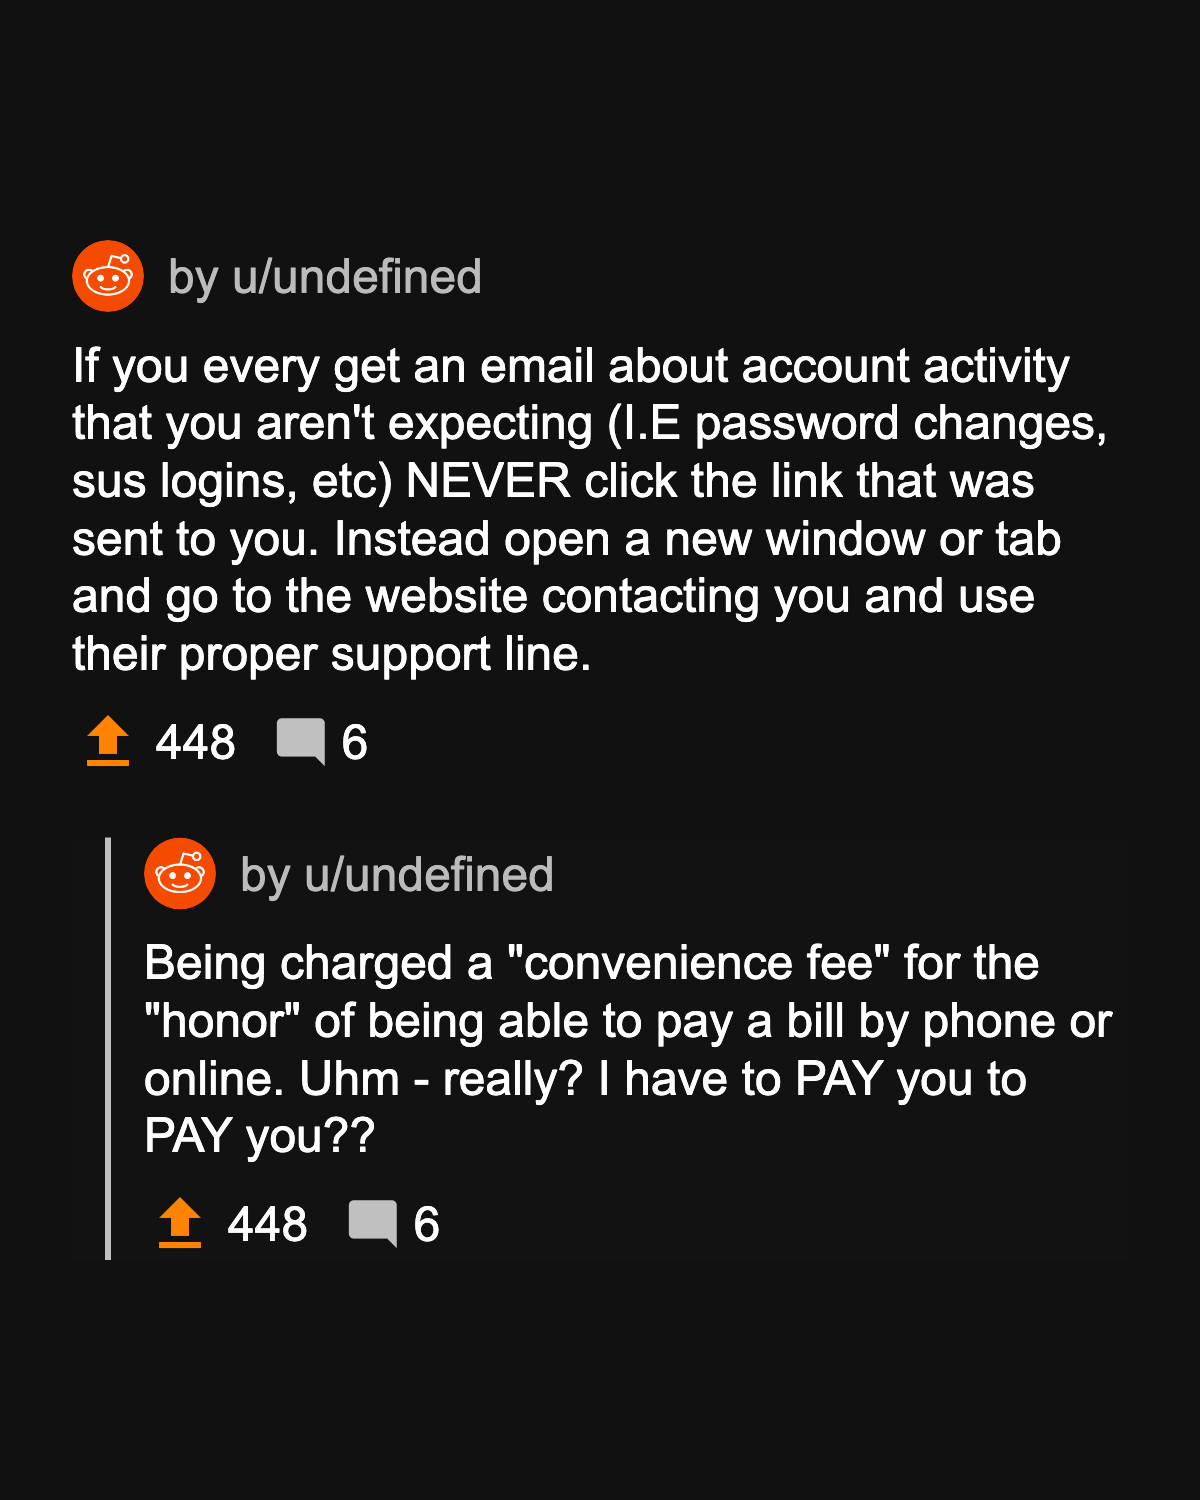 by u/undefined
If you every get an email about account activity
that you aren't expecting (I.E password changes,
sus logins, etc) NEVER click the link that was
sent to you. Instead open a new window or tab
and go to the website contacting you and use
their proper support line.
448 6
by u/undefined
Being charged a "convenience fee" for the
"honor" of being able to pay a bill by phone or
online. Uhm - really? I have to PAY you to
PAY you??
448 6